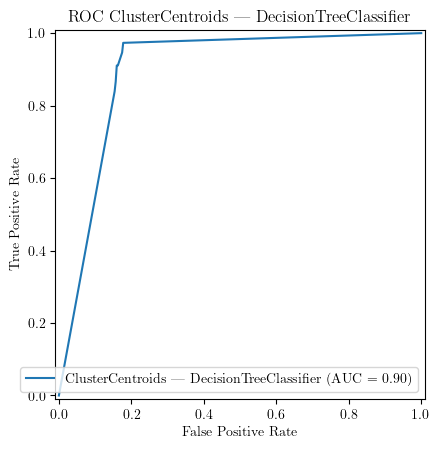 ROC ClusterCentroids — DecisionTreeClassifier
1.0
0.8
0.6
0.4
0.2
0.0
True Positive Rate
ClusterCentroids — DecisionTreeClassifier (AUC = 0.90)
0.0 0.2 0.4 0.6 0.8 1.0
False Positive Rate